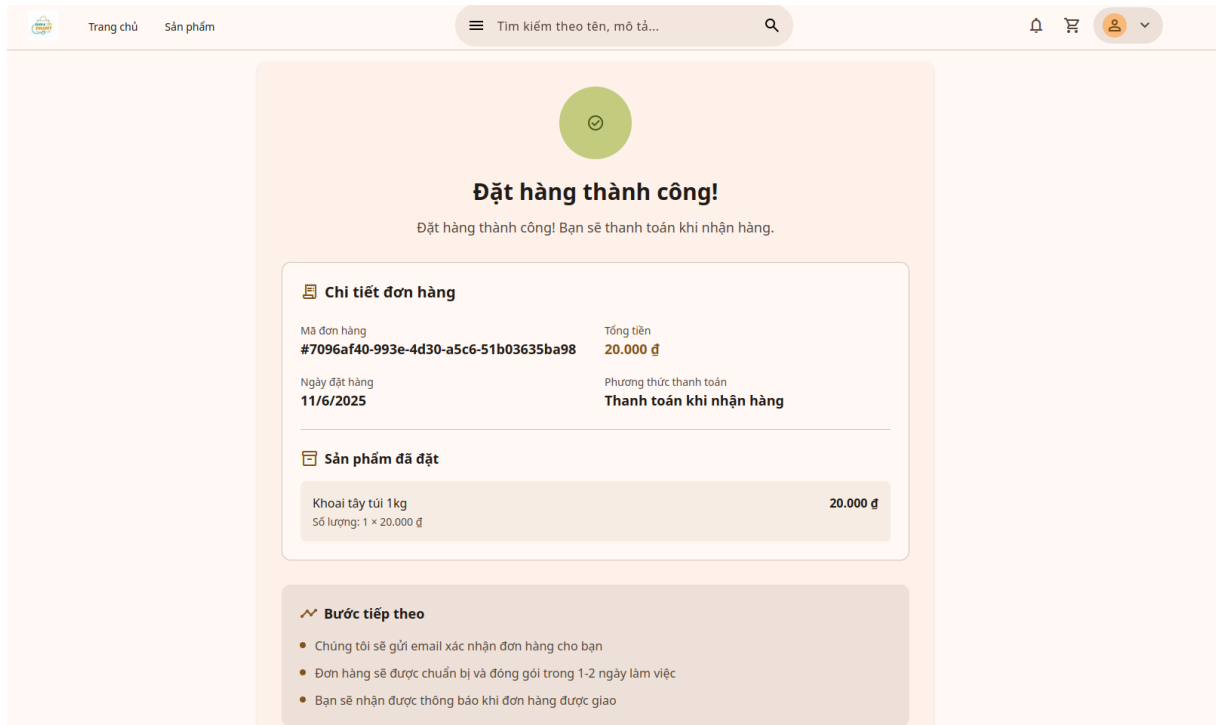 Trang chủ
Sản phẩm
Tìm kiếm theo tên, mô tả...
Đặt hàng thành công!
Đặt hàng thành công! Bạn sẽ thanh toán khi nhận hàng.
Chi tiết đơn hàng
Mã đơn hàng
#7096af40-993e-4d30-a5c6-51b03635ba98
Tổng tiền
20.000 ₫
Ngày đặt hàng
11/6/2025
Phương thức thanh toán
Thanh toán khi nhận hàng
Sản phẩm đã đặt
Khoai tây túi 1kg
20.000 ₫
Số lượng: 1 × 20.000 ₫
Bước tiếp theo
Chúng tôi sẽ gửi email xác nhận đơn hàng cho bạn
Đơn hàng sẽ được chuẩn bị và đóng gói trong 1-2 ngày làm việc
Bạn sẽ nhận được thông báo khi đơn hàng được giao